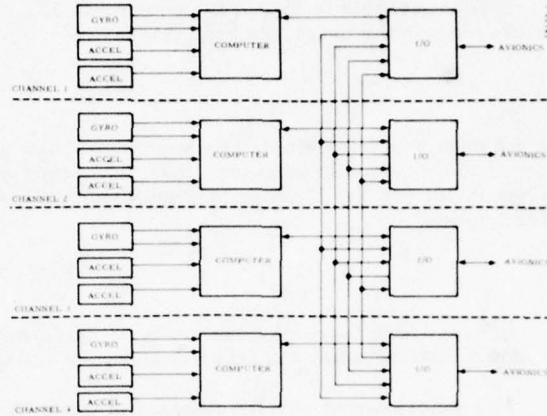 GYRO
ACCEL
ACCEL
COMPUTER
I/O
AVIONICS
CHANNEL 1
GYRO
ACCEL
ACCEL
COMPUTER
I/O
AVIONICS
CHANNEL 2
GYRO
ACCEL
ACCEL
COMPUTER
I/O
AVIONICS
CHANNEL 3
GYRO
ACCEL
ACCEL
COMPUTER
I/O
AVIONICS
CHANNEL 4